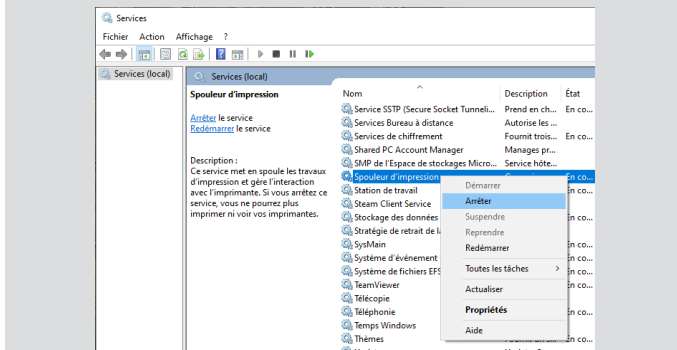 Services
Fichier Action Affichage ?
Services (local)
Services (local)
Spouleur d'impression
Arrêter le service
Redémarrer le service
Description :
Ce service met en spoule les travaux
d'impression et gère l'interaction
avec l'imprimante. Si vous arrêtez ce
service, vous ne pourrez plus
imprimer ni voir vos imprimantes.
Nom Description État
Service SSTP (Secure Socket Tunneli... Prend en ch... En co...
Services Bureau à distance Autorise les ...
Services de chiffrement Fournit trois... En co...
Shared PC Account Manager Manages pr...
SMP de l'Espace de stockages Micro... Service hôte...
Spouleur d'impression En co...
Station de travail En co...
Steam Client Service
Stockage des données En co...
Stratégie de retrait de la
SysMain En co...
Système d'événement En co...
Système de fichiers EFS En co...
TeamViewer En co...
Télécopie
Téléphonie En co...
Temps Windows
Thèmes En co...
Démarrer
Arrêter
Suspendre
Reprendre
Redémarrer
Toutes les tâches >
Actualiser
Propriétés
Aide